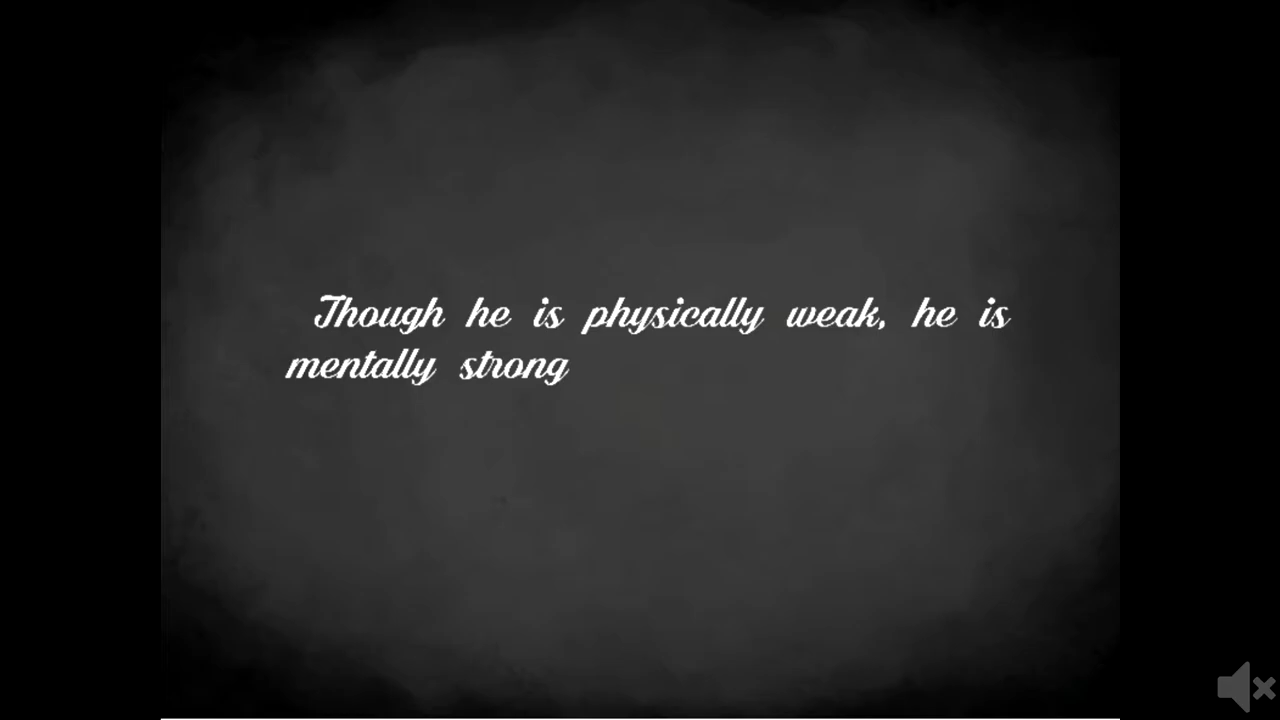 Though he is physically weak, he is
mentally strong